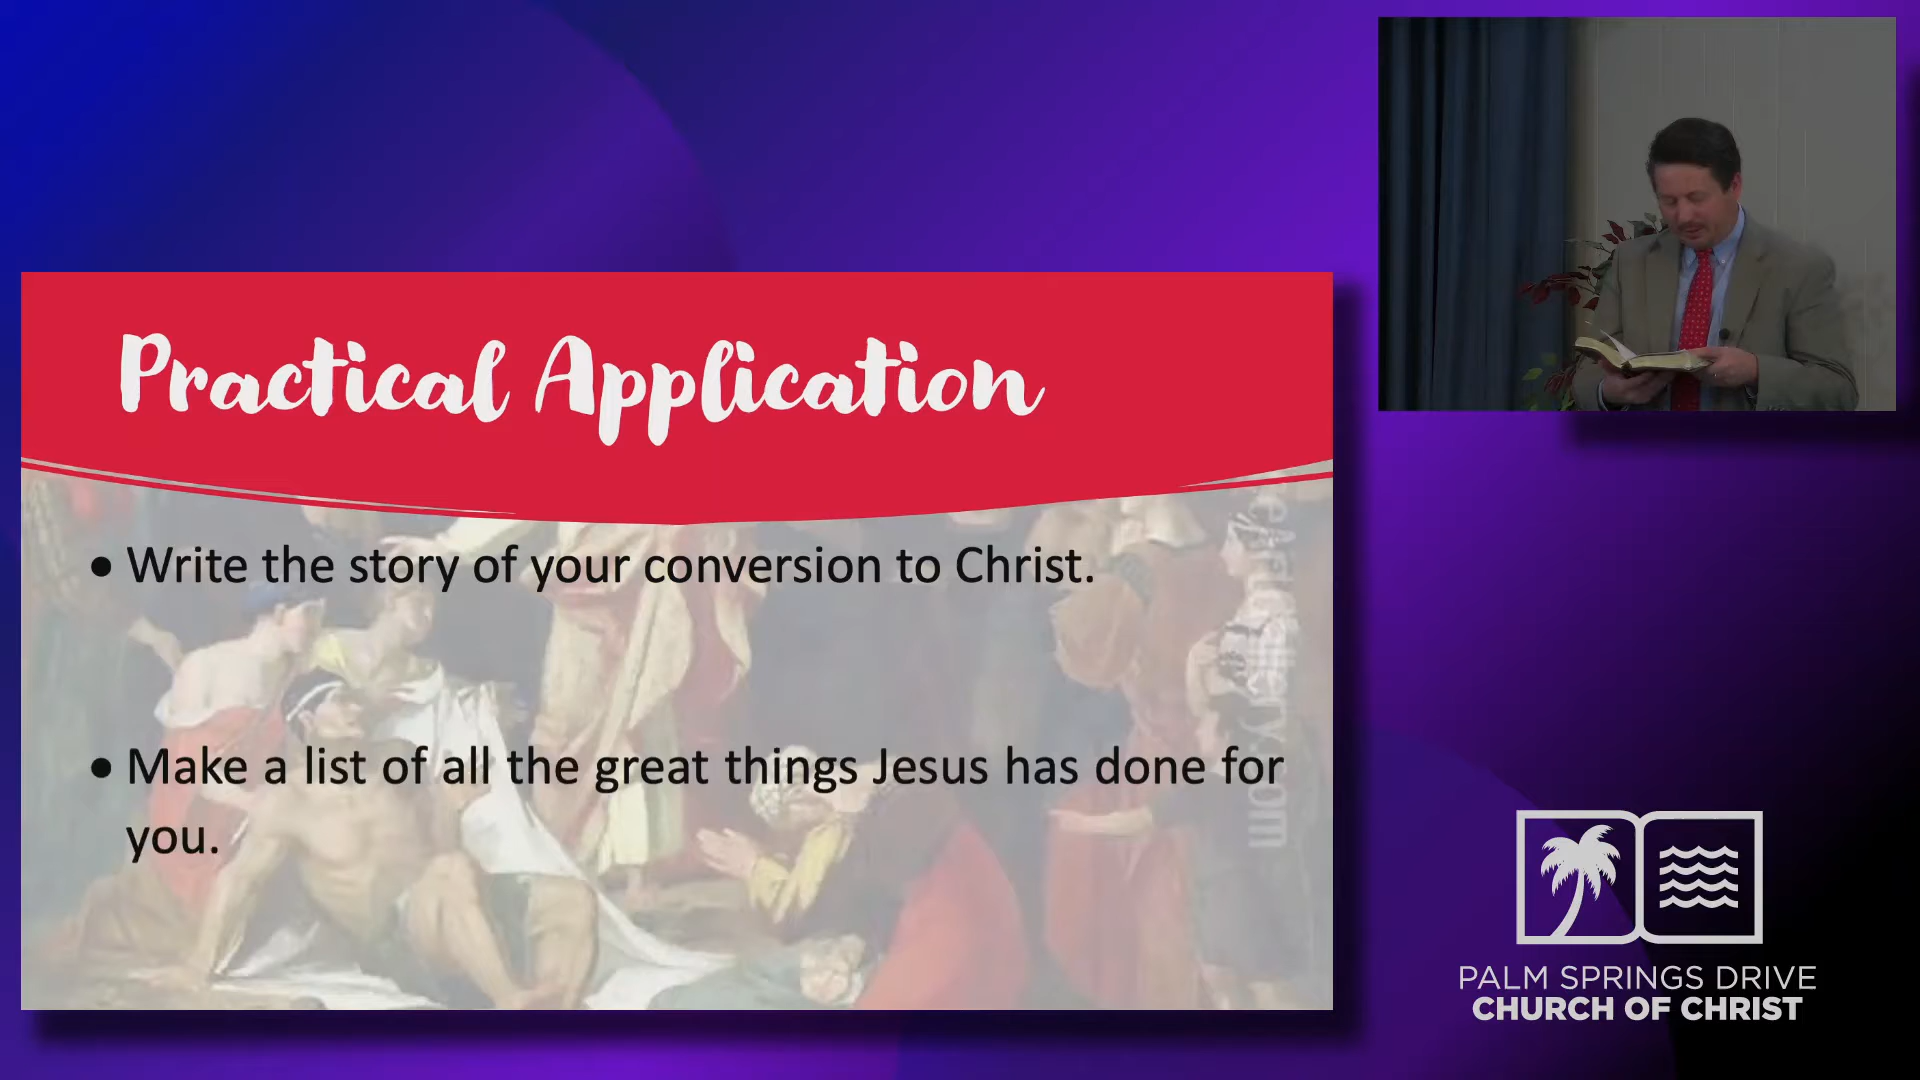 Practical Application
• Write the story of your conversion to Christ.
• Make a list of all the great things Jesus has done for
you.
PALM SPRINGS DRIVE
CHURCH OF CHRIST